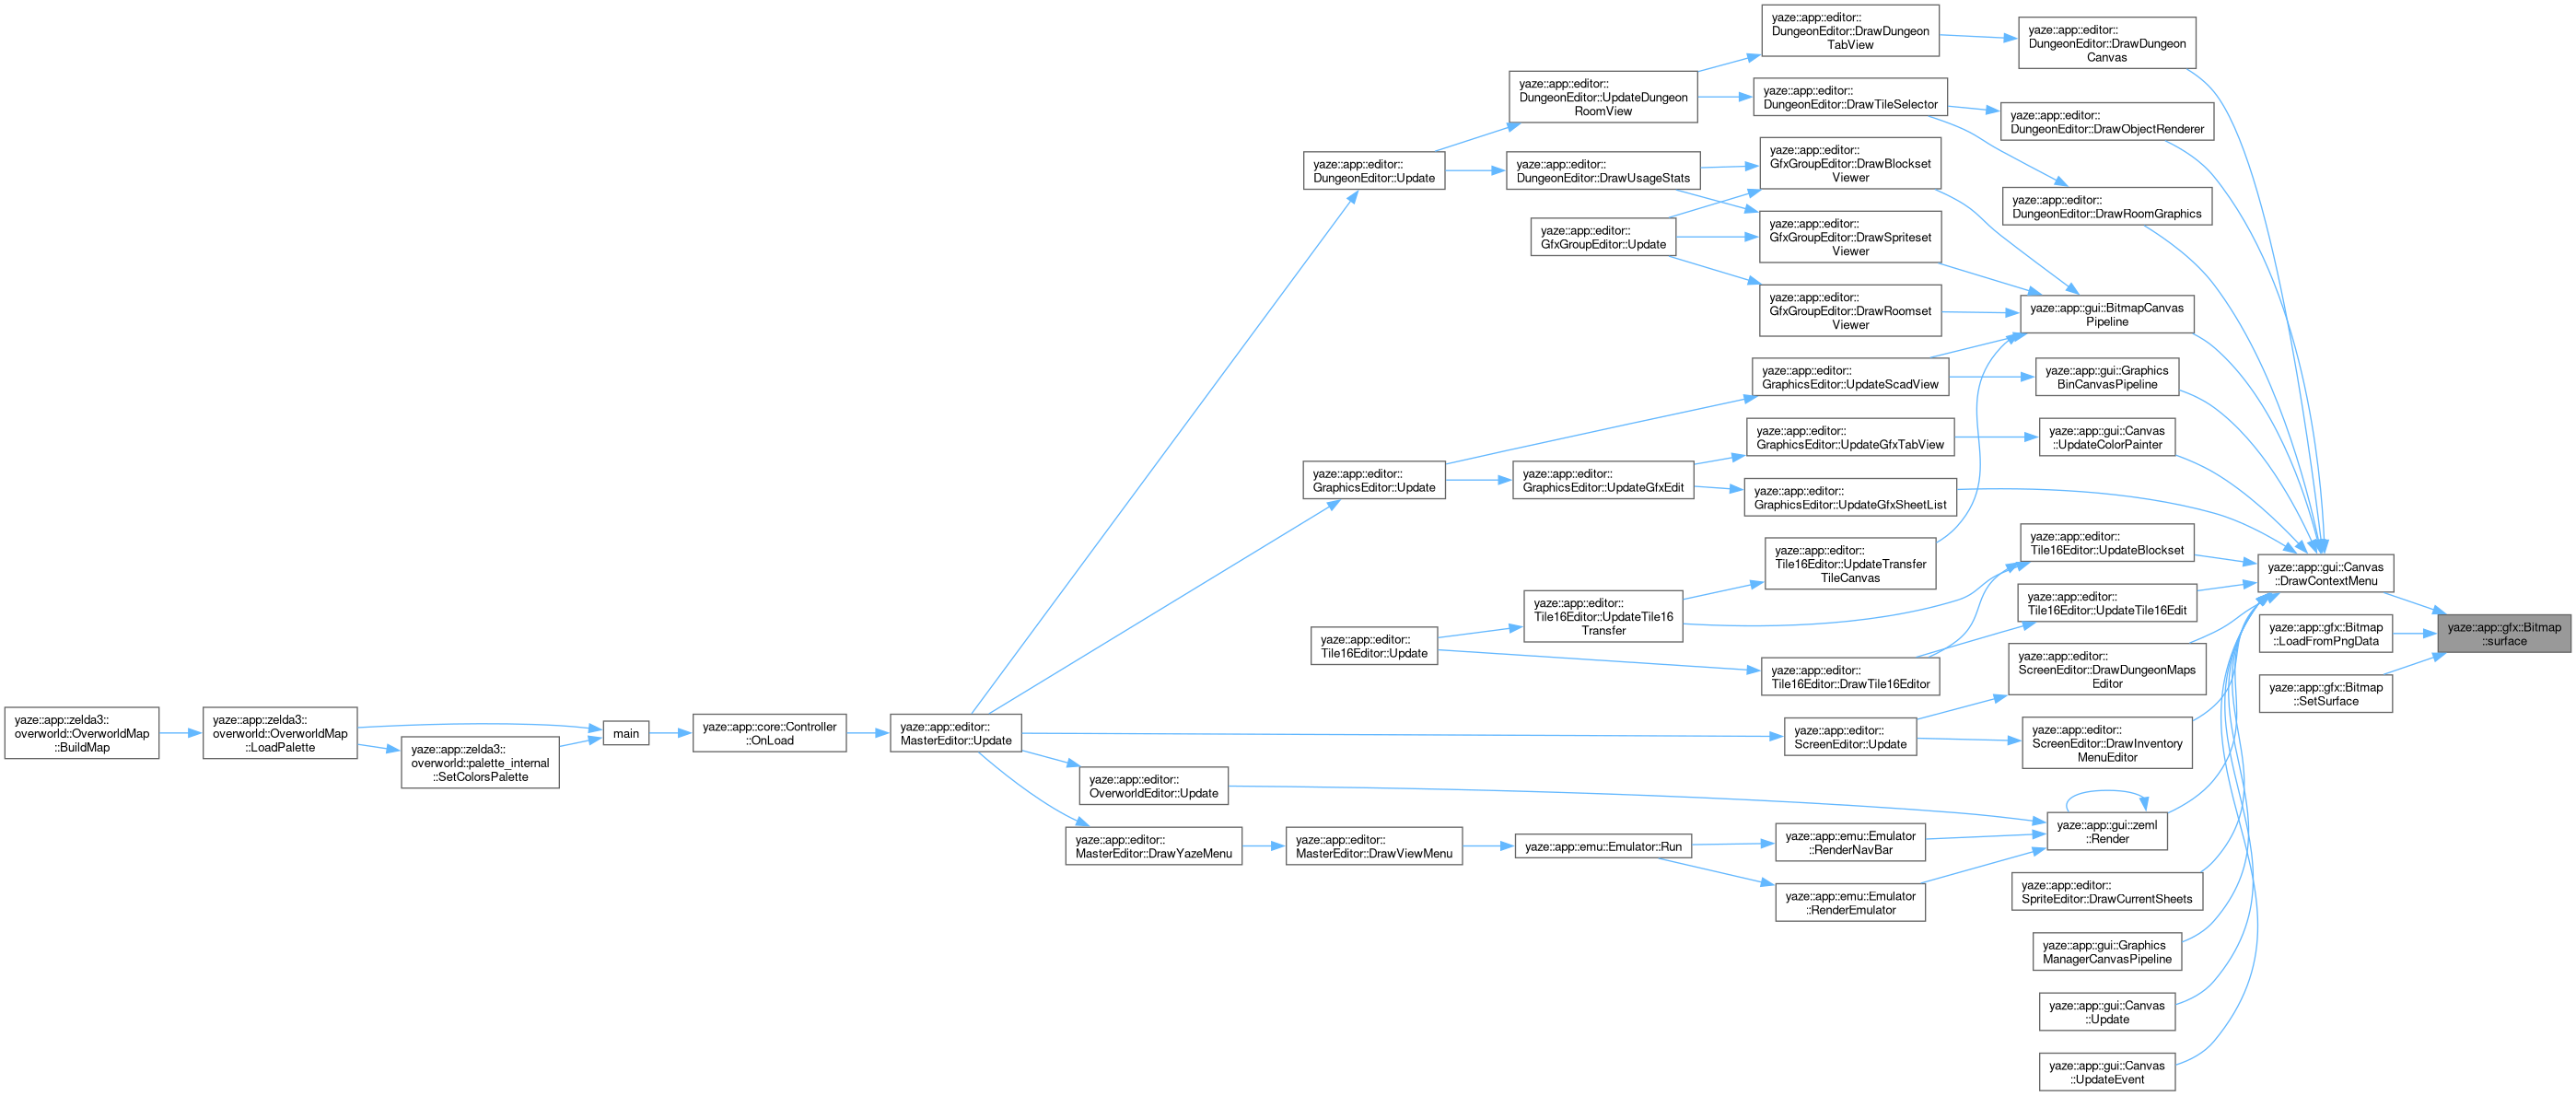 yaze::app::editor::
DungeonEditor::DrawDungeon
TabView
yaze::app::editor::
DungeonEditor::DrawDungeon
Canvas
yaze::app::editor::
DungeonEditor::UpdateDungeon
RoomView
yaze::app::editor::
DungeonEditor::DrawTileSelector
yaze::app::editor::
DungeonEditor::DrawObjectRenderer
yaze::app::editor::
DungeonEditor::Update
yaze::app::editor::
DungeonEditor::DrawUsageStats
yaze::app::editor::
GfxGroupEditor::DrawBlockset
Viewer
yaze::app::editor::
DungeonEditor::DrawRoomGraphics
yaze::app::editor::
GfxGroupEditor::Update
yaze::app::editor::
GfxGroupEditor::DrawSpriteset
Viewer
yaze::app::editor::
GfxGroupEditor::DrawRoomset
Viewer
yaze::app::gui::BitmapCanvas
Pipeline
yaze::app::editor::
GraphicsEditor::UpdateScadView
yaze::app::gui::Graphics
BinCanvasPipeline
yaze::app::editor::
GraphicsEditor::UpdateGfxTabView
yaze::app::gui::Canvas
::UpdateColorPainter
yaze::app::editor::
GraphicsEditor::Update
yaze::app::editor::
GraphicsEditor::UpdateGfxEdit
yaze::app::editor::
GraphicsEditor::UpdateGfxSheetList
yaze::app::editor::
Tile16Editor::UpdateTransfer
TileCanvas
yaze::app::editor::
Tile16Editor::UpdateBlockset
yaze::app::gui::Canvas
::DrawContextMenu
yaze::app::editor::
Tile16Editor::UpdateTile16
Transfer
yaze::app::editor::
Tile16Editor::UpdateTile16Edit
yaze::app::editor::
Tile16Editor::Update
yaze::app::gfx::Bitmap
::LoadFromPngData
yaze::app::gfx::Bitmap
::surface
yaze::app::editor::
Tile16Editor::DrawTile16Editor
yaze::app::editor::
ScreenEditor::DrawDungeonMaps
Editor
yaze::app::gfx::Bitmap
::SetSurface
yaze::app::zelda3::
overworld::OverworldMap
::BuildMap
yaze::app::zelda3::
overworld::OverworldMap
::LoadPalette
yaze::app::zelda3::
overworld::palette_internal
::SetColorsPalette
main
yaze::app::core::Controller
::OnLoad
yaze::app::editor::
MasterEditor::Update
yaze::app::editor::
ScreenEditor::Update
yaze::app::editor::
ScreenEditor::DrawInventory
MenuEditor
yaze::app::editor::
OverworldEditor::Update
yaze::app::editor::
MasterEditor::DrawYazeMenu
yaze::app::editor::
MasterEditor::DrawViewMenu
yaze::app::emu::Emulator::Run
yaze::app::emu::Emulator
::RenderNavBar
yaze::app::gui::zeml
::Render
yaze::app::emu::Emulator
::RenderEmulator
yaze::app::editor::
SpriteEditor::DrawCurrentSheets
yaze::app::gui::Graphics
ManagerCanvasPipeline
yaze::app::gui::Canvas
::Update
yaze::app::gui::Canvas
::UpdateEvent